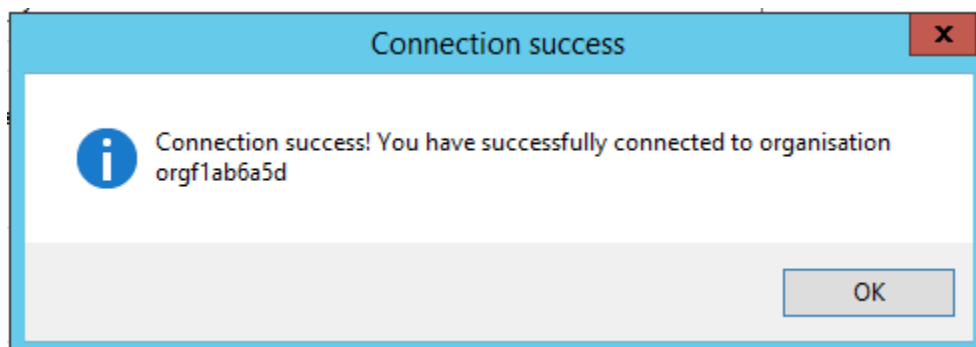 Connection success
x
Connection success! You have successfully connected to organisation
orgf1ab6a5d
OK